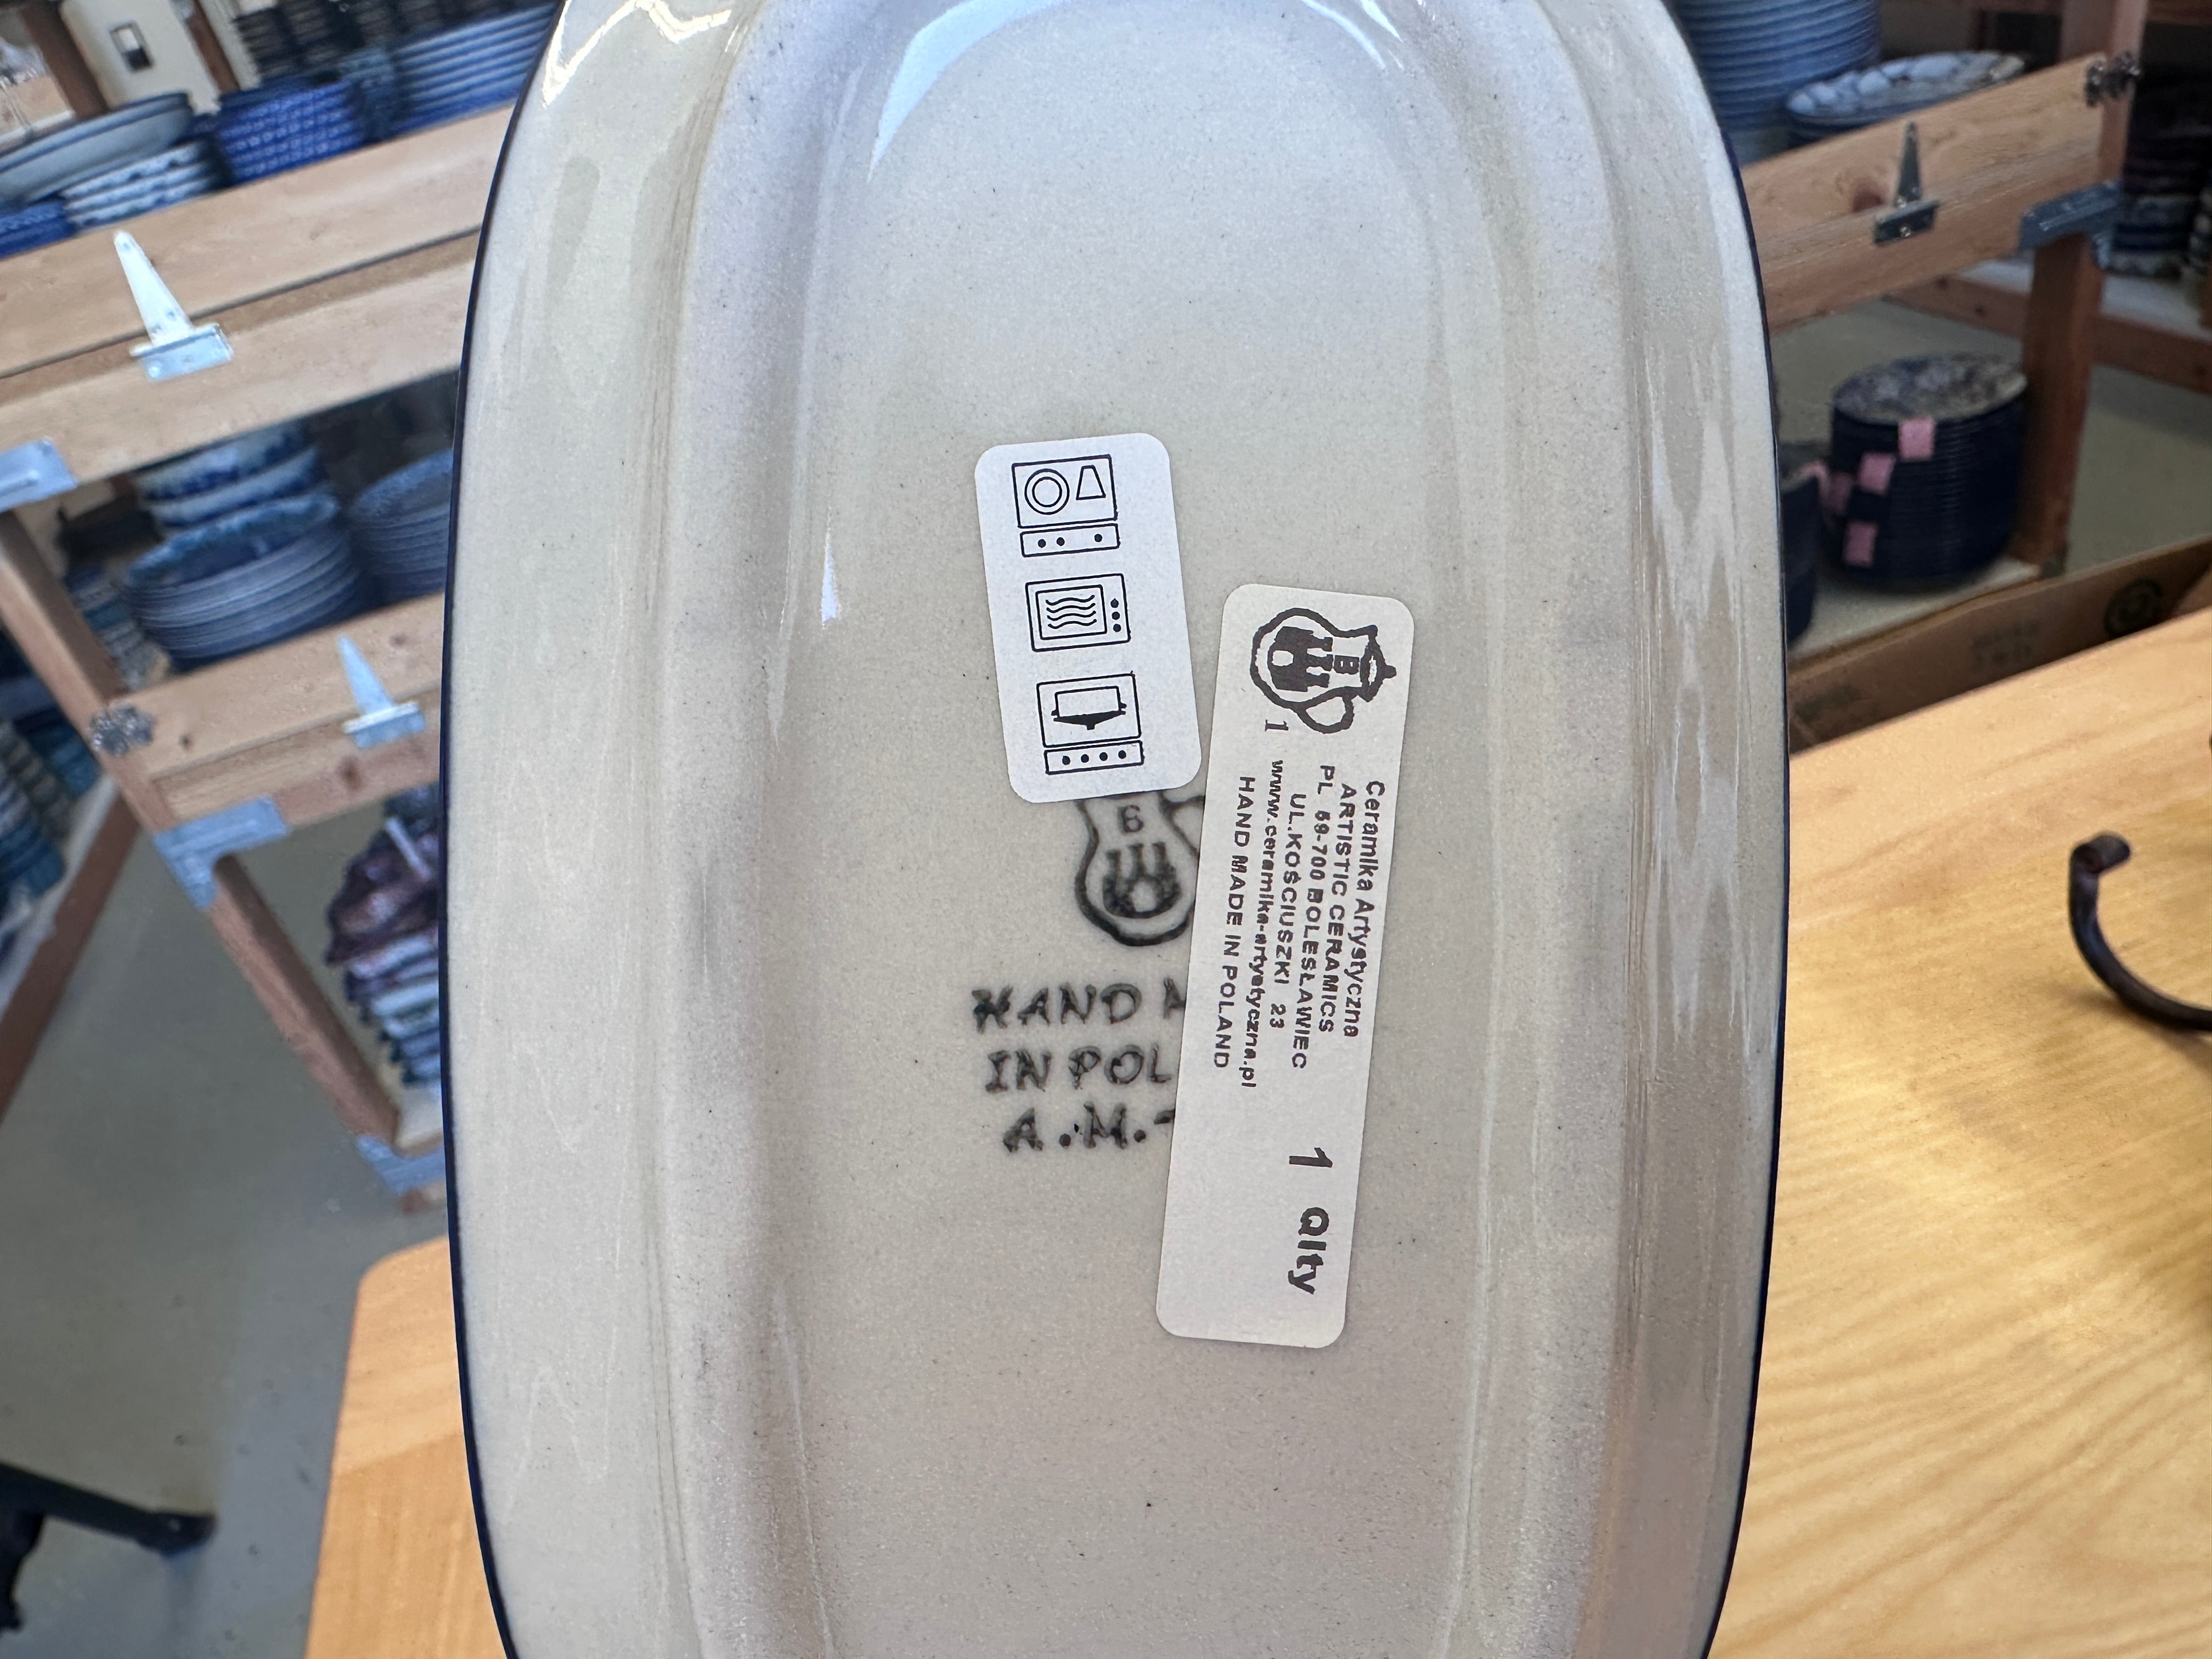 B
HAND M
IN POL
A.M.-
B
1
Ceramika Artystyczna
ARTISTIC CERAMICS
PL 59-700 BOLESŁAWIEC
UL.KOŚCIUSZKI 23
www.ceramika-artystyczna.pl
HAND MADE IN POLAND
1 Qlty